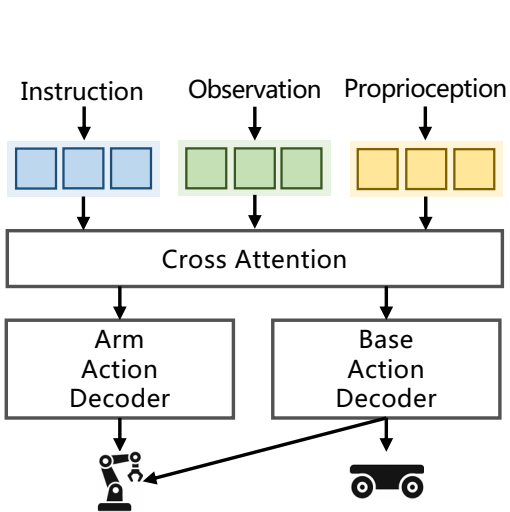 Instruction
Observation
Proprioception
Cross Attention
Arm
Action
Decoder
Base
Action
Decoder